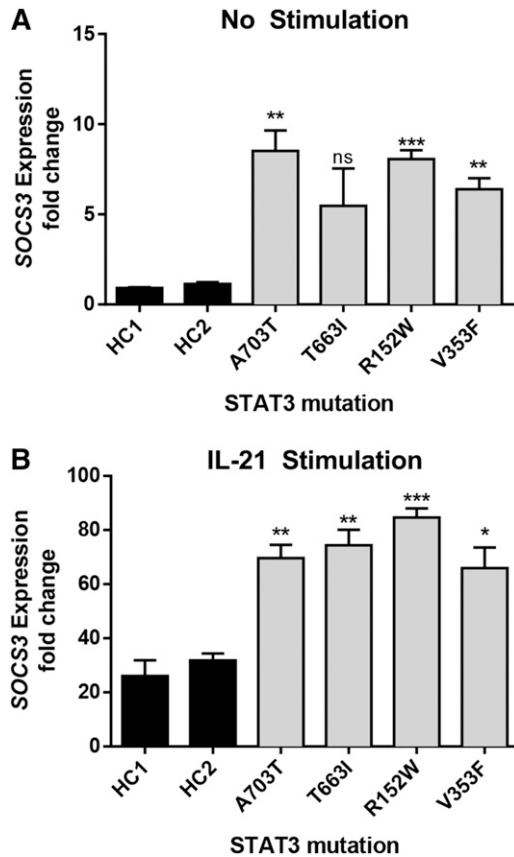 A
No Stimulation
SOCS3 Expression
fold change
15
10
5
0
**
ns
***
**
HC1
HC2
A703T
T663I
R152W
V353F
STAT3 mutation
B
IL-21 Stimulation
SOCS3 Expression
fold change
100
80
60
40
20
0
**
**
***
*
HC1
HC2
A703T
T663I
R152W
V353F
STAT3 mutation